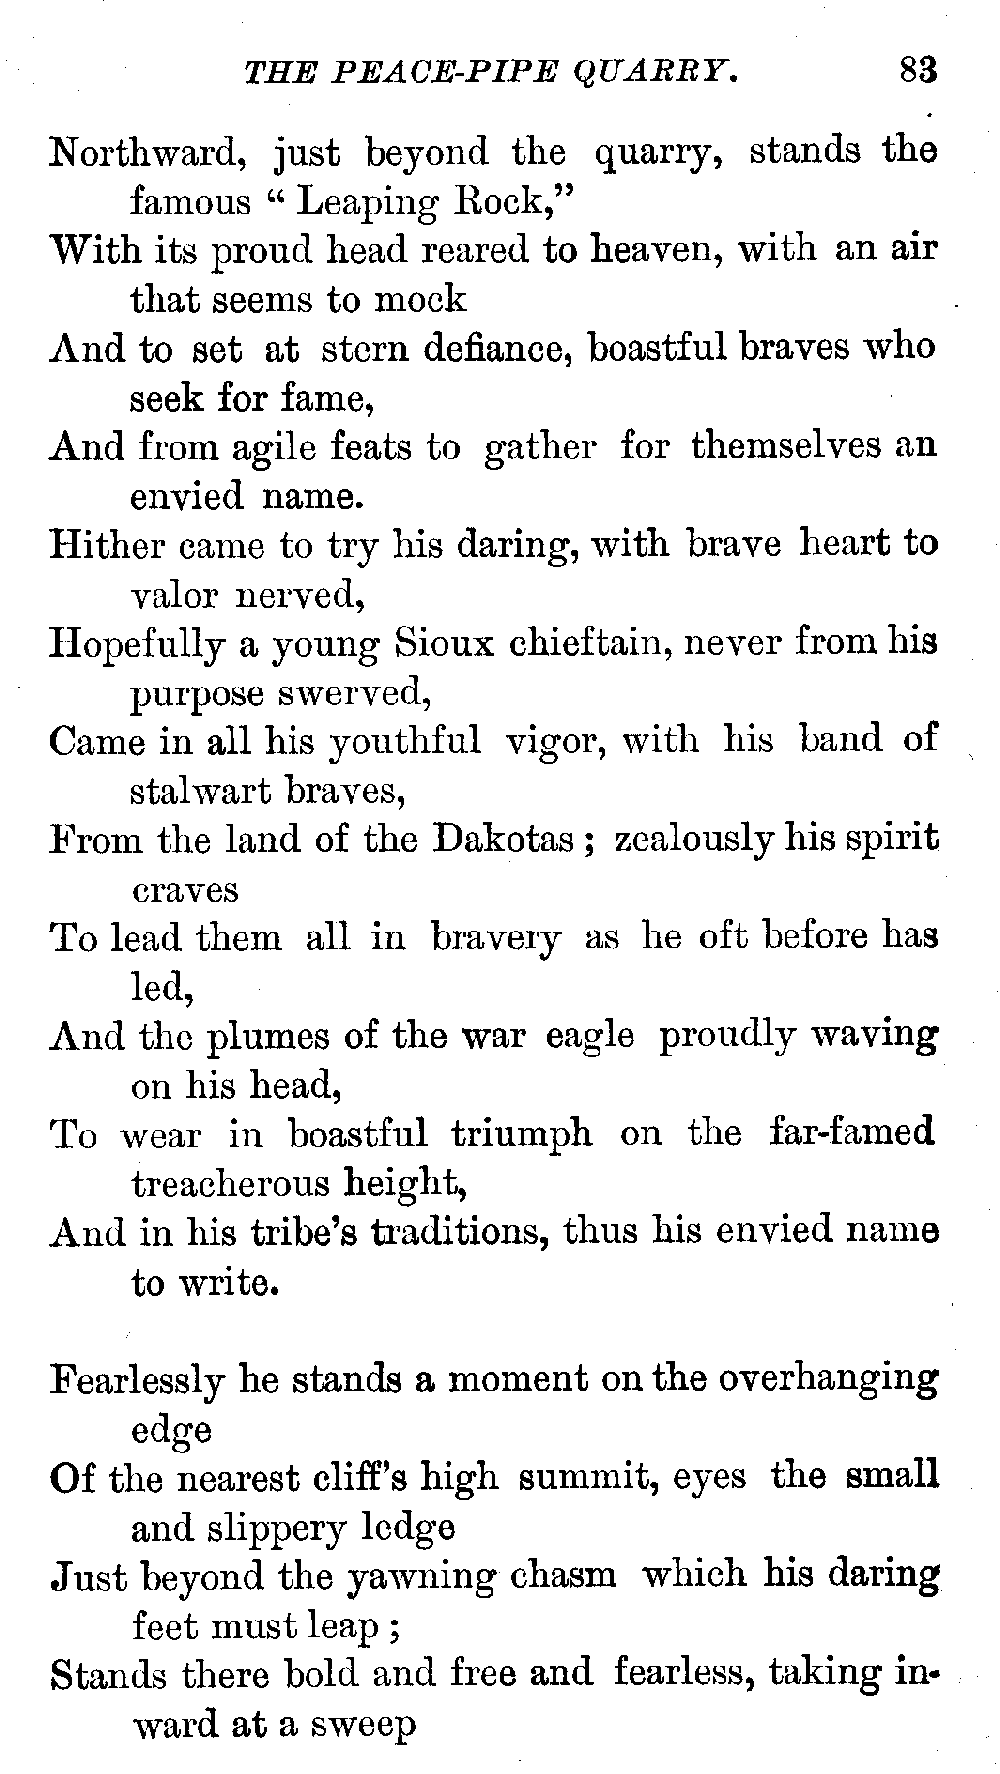 THE PEACE-PIPE QUARRY. 83
Northward, just beyond the quarry, stands the
famous “ Leaping Rock,”
With its proud head reared to heaven, with an air
that seems to mock
And to set at stern defiance, boastful braves who
seek for fame,
And from agile feats to gather for themselves an
envied name.
Hither came to try his daring, with brave heart to
valor nerved,
Hopefully a young Sioux chieftain, never from his
purpose swerved,
Came in all his youthful vigor, with his band of
stalwart braves,
From the land of the Dakotas ; zealously his spirit
craves
To lead them all in bravery as he oft before has
led,
And the plumes of the war eagle proudly waving
on his head,
To wear in boastful triumph on the far-famed
treacherous height,
And in his tribe’s traditions, thus his envied name
to write.
Fearlessly he stands a moment on the overhanging
edge
Of the nearest cliff’s high summit, eyes the small
and slippery ledge
Just beyond the yawning chasm which his daring
feet must leap ;
Stands there bold and free and fearless, taking in-
ward at a sweep